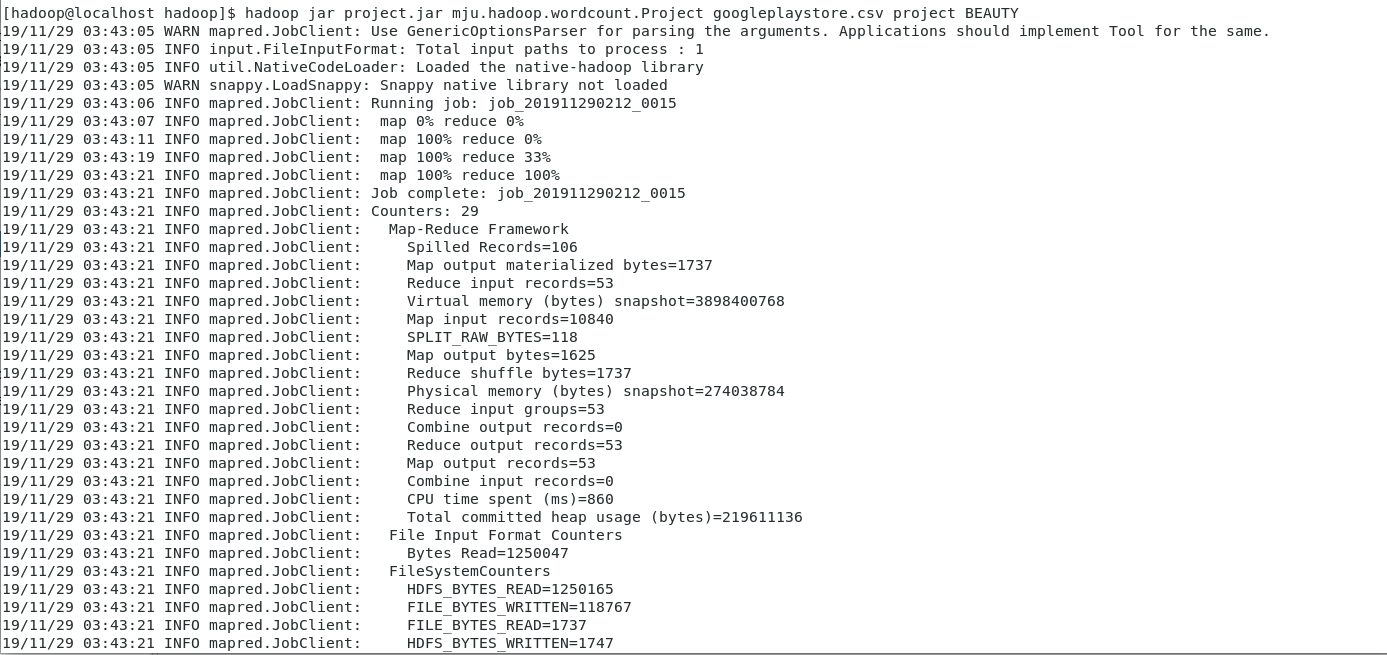 [hadoop@localhost hadoop]$ hadoop jar project.jar mju.hadoop.wordcount.Project googleplaystore.csv project BEAUTY
19/11/29 03:43:05 WARN mapred.JobClient: Use GenericOptionsParser for parsing the arguments. Applications should implement Tool for the same.
19/11/29 03:43:05 INFO input.FileInputFormat: Total input paths to process : 1
19/11/29 03:43:05 INFO util.NativeCodeLoader: Loaded the native-hadoop library
19/11/29 03:43:05 WARN snappy.LoadSnappy: Snappy native library not loaded
19/11/29 03:43:06 INFO mapred.JobClient: Running job: job_201911290212_0015
19/11/29 03:43:07 INFO mapred.JobClient:  map 0% reduce 0%
19/11/29 03:43:11 INFO mapred.JobClient:  map 100% reduce 0%
19/11/29 03:43:19 INFO mapred.JobClient:  map 100% reduce 33%
19/11/29 03:43:21 INFO mapred.JobClient:  map 100% reduce 100%
19/11/29 03:43:21 INFO mapred.JobClient: Job complete: job_201911290212_0015
19/11/29 03:43:21 INFO mapred.JobClient: Counters: 29
19/11/29 03:43:21 INFO mapred.JobClient:   Map-Reduce Framework
19/11/29 03:43:21 INFO mapred.JobClient:     Spilled Records=106
19/11/29 03:43:21 INFO mapred.JobClient:     Map output materialized bytes=1737
19/11/29 03:43:21 INFO mapred.JobClient:     Reduce input records=53
19/11/29 03:43:21 INFO mapred.JobClient:     Virtual memory (bytes) snapshot=3898400768
19/11/29 03:43:21 INFO mapred.JobClient:     Map input records=10840
19/11/29 03:43:21 INFO mapred.JobClient:     SPLIT_RAW_BYTES=118
19/11/29 03:43:21 INFO mapred.JobClient:     Map output bytes=1625
19/11/29 03:43:21 INFO mapred.JobClient:     Reduce shuffle bytes=1737
19/11/29 03:43:21 INFO mapred.JobClient:     Physical memory (bytes) snapshot=274038784
19/11/29 03:43:21 INFO mapred.JobClient:     Reduce input groups=53
19/11/29 03:43:21 INFO mapred.JobClient:     Combine output records=0
19/11/29 03:43:21 INFO mapred.JobClient:     Reduce output records=53
19/11/29 03:43:21 INFO mapred.JobClient:     Map output records=53
19/11/29 03:43:21 INFO mapred.JobClient:     Combine input records=0
19/11/29 03:43:21 INFO mapred.JobClient:     CPU time spent (ms)=860
19/11/29 03:43:21 INFO mapred.JobClient:     Total committed heap usage (bytes)=219611136
19/11/29 03:43:21 INFO mapred.JobClient:   File Input Format Counters
19/11/29 03:43:21 INFO mapred.JobClient:     Bytes Read=1250047
19/11/29 03:43:21 INFO mapred.JobClient:   FileSystemCounters
19/11/29 03:43:21 INFO mapred.JobClient:     HDFS_BYTES_READ=1250165
19/11/29 03:43:21 INFO mapred.JobClient:     FILE_BYTES_WRITTEN=118767
19/11/29 03:43:21 INFO mapred.JobClient:     FILE_BYTES_READ=1737
19/11/29 03:43:21 INFO mapred.JobClient:     HDFS_BYTES_WRITTEN=1747